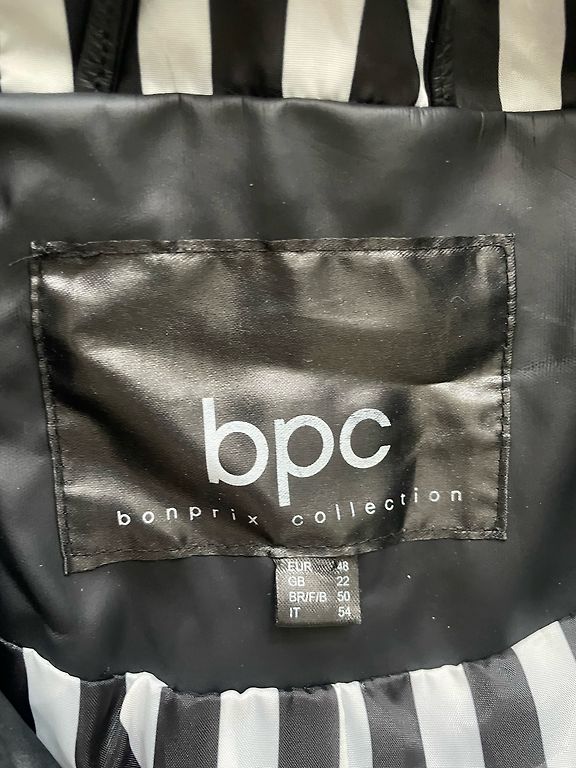 bpc
bonprix collection
EUR 48
GB 22
BR/F/B 50
IT 54